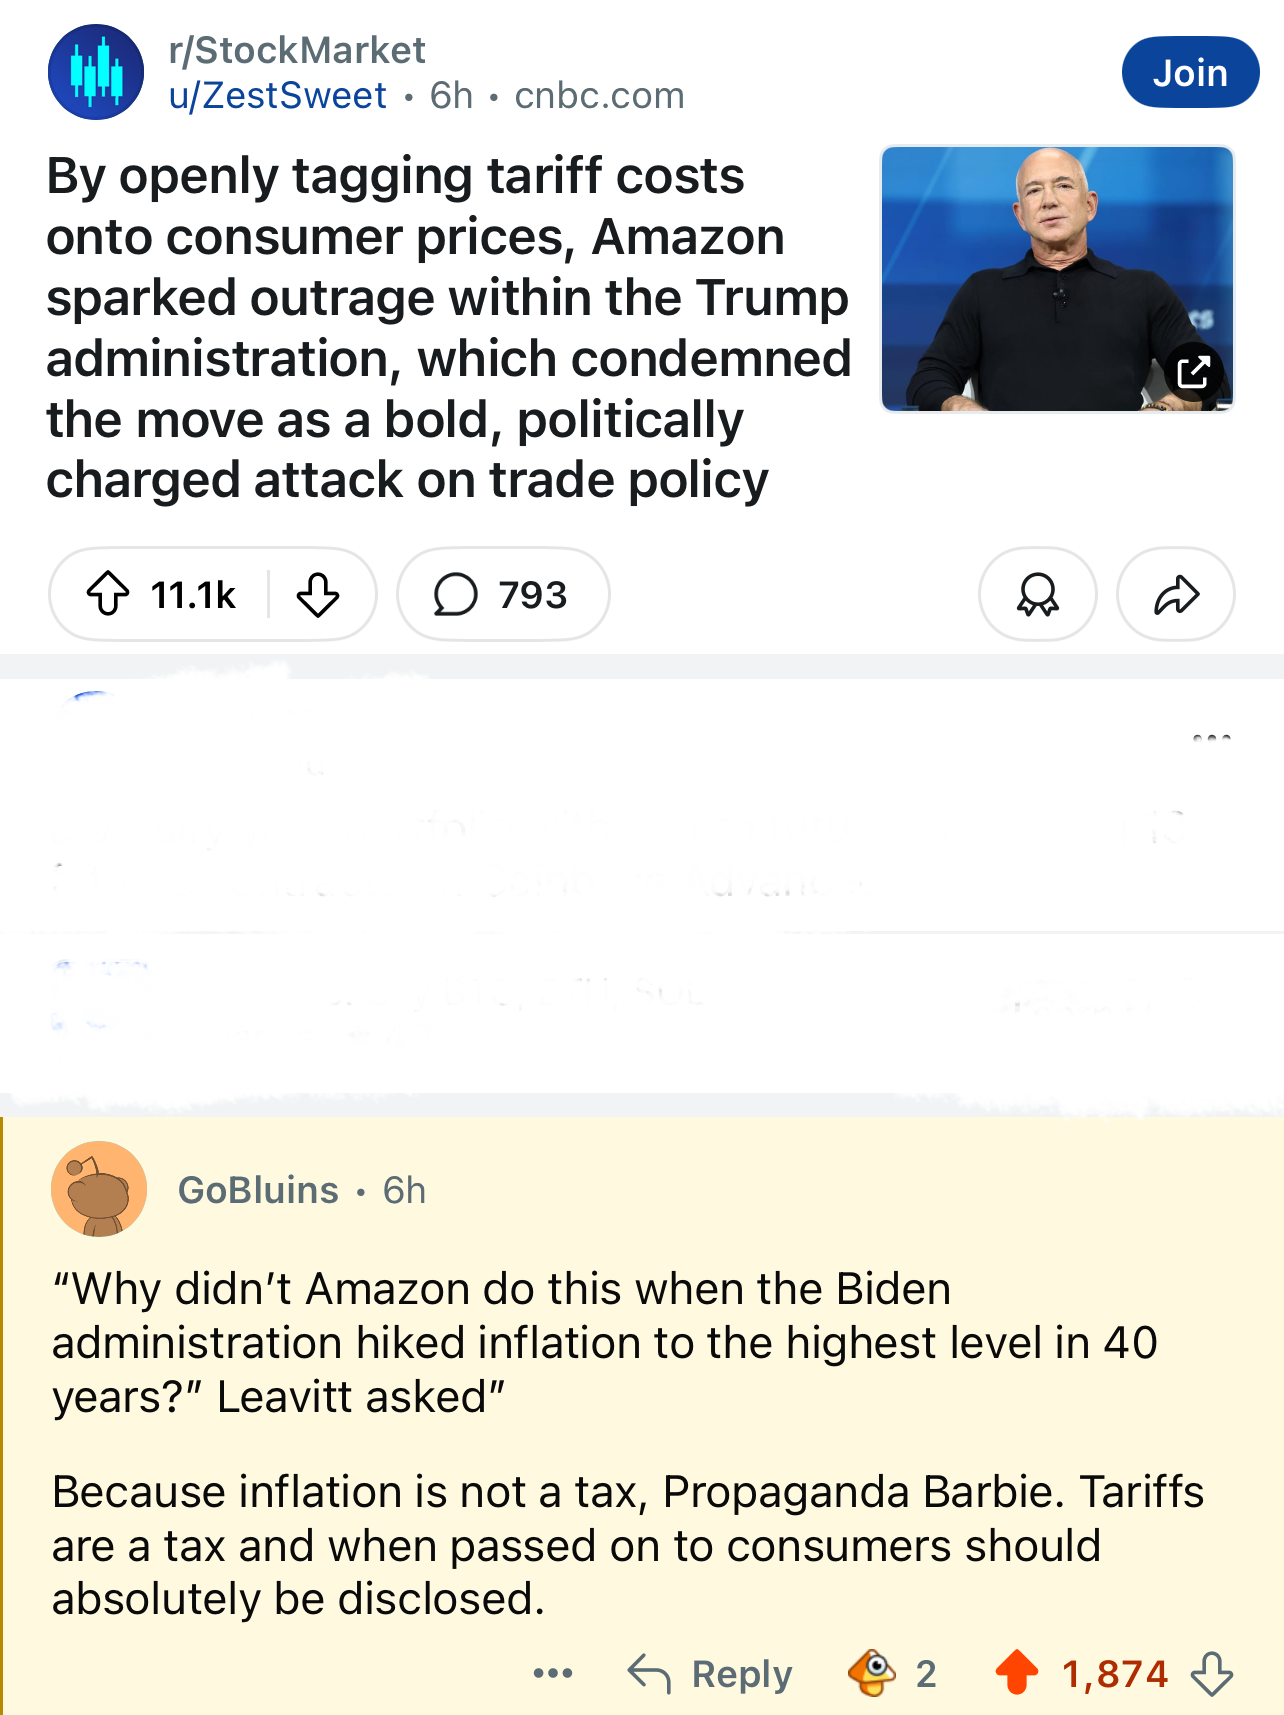 r/StockMarket
u/ZestSweet • 6h • cnbc.com
Join
By openly tagging tariff costs
onto consumer prices, Amazon
sparked outrage within the Trump
administration, which condemned
the move as a bold, politically
charged attack on trade policy
11.1k
793
GoBluins • 6h
“Why didn’t Amazon do this when the Biden
administration hiked inflation to the highest level in 40
years?” Leavitt asked”
Because inflation is not a tax, Propaganda Barbie. Tariffs
are a tax and when passed on to consumers should
absolutely be disclosed.
Reply 2 1,874